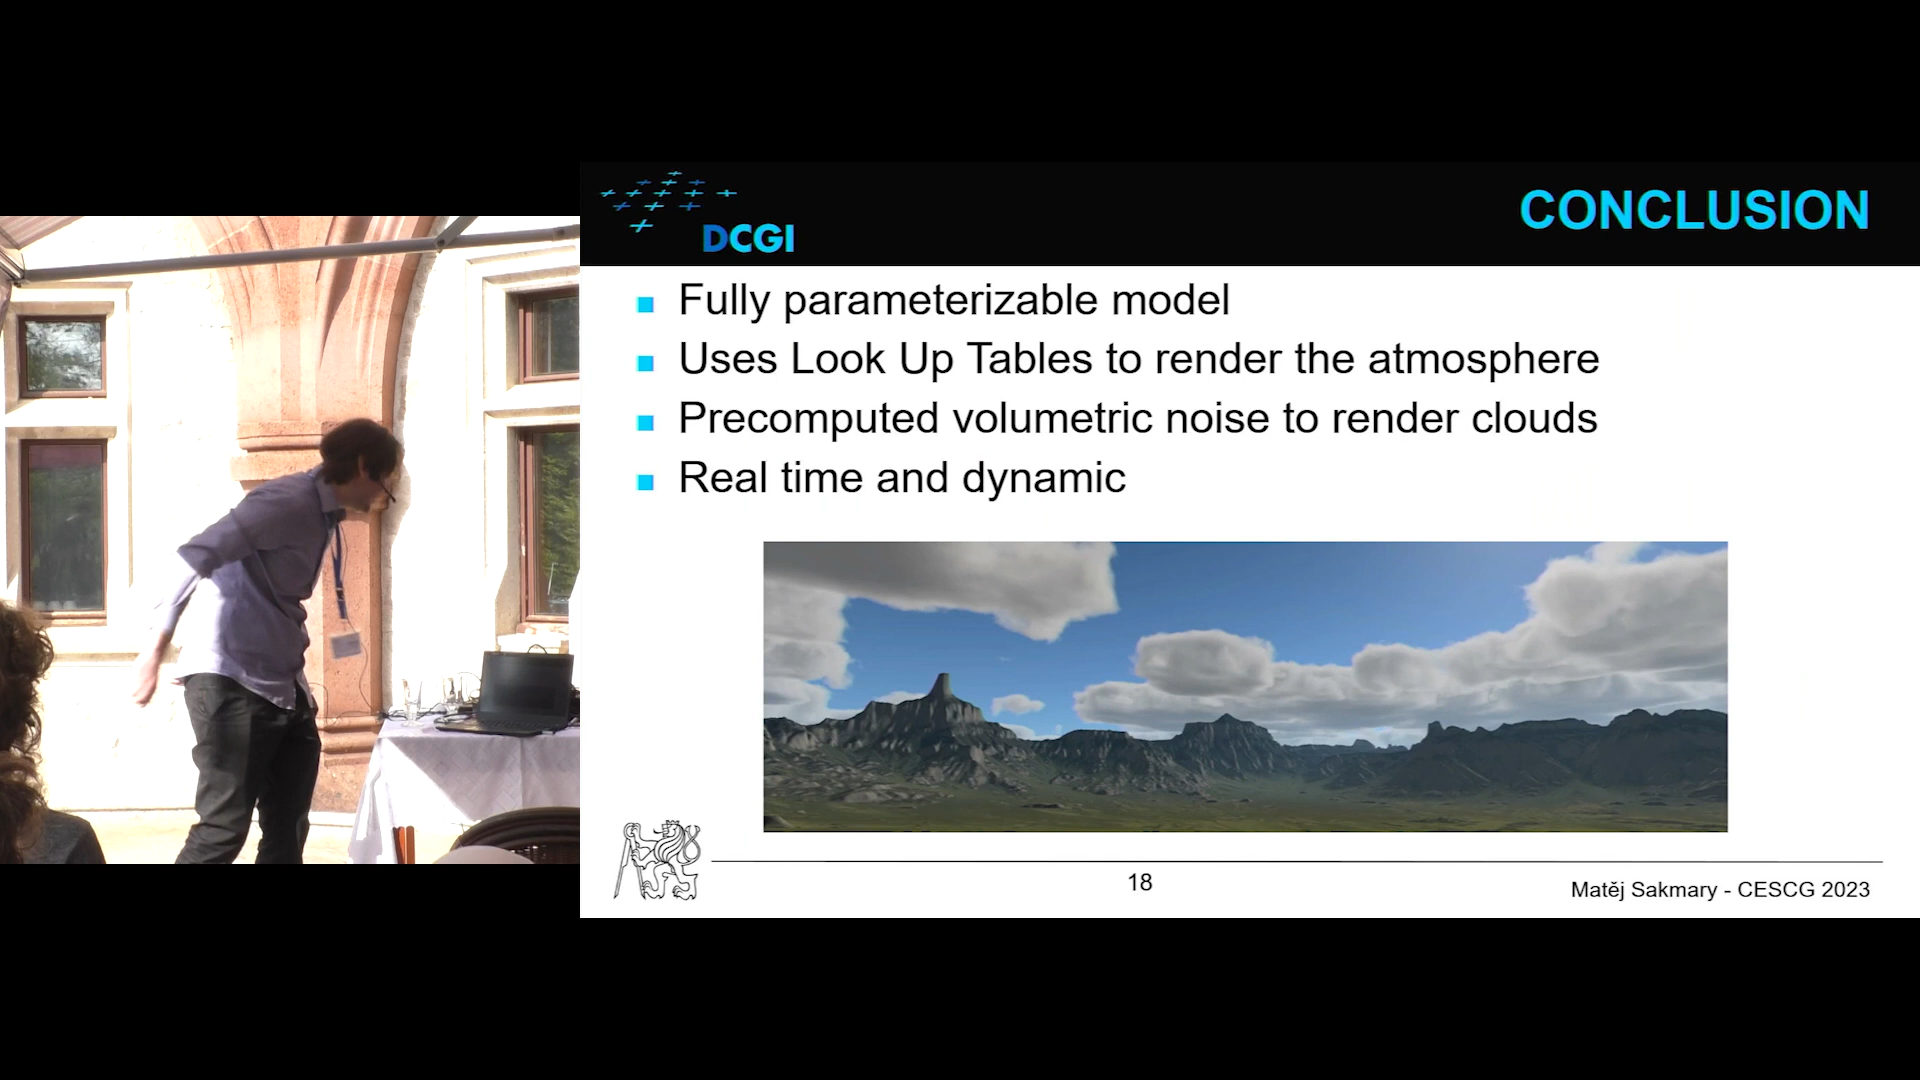 DCGI
CONCLUSION
Fully parameterizable model
Uses Look Up Tables to render the atmosphere
Precomputed volumetric noise to render clouds
Real time and dynamic
18
Matěj Sakmary - CESCG 2023